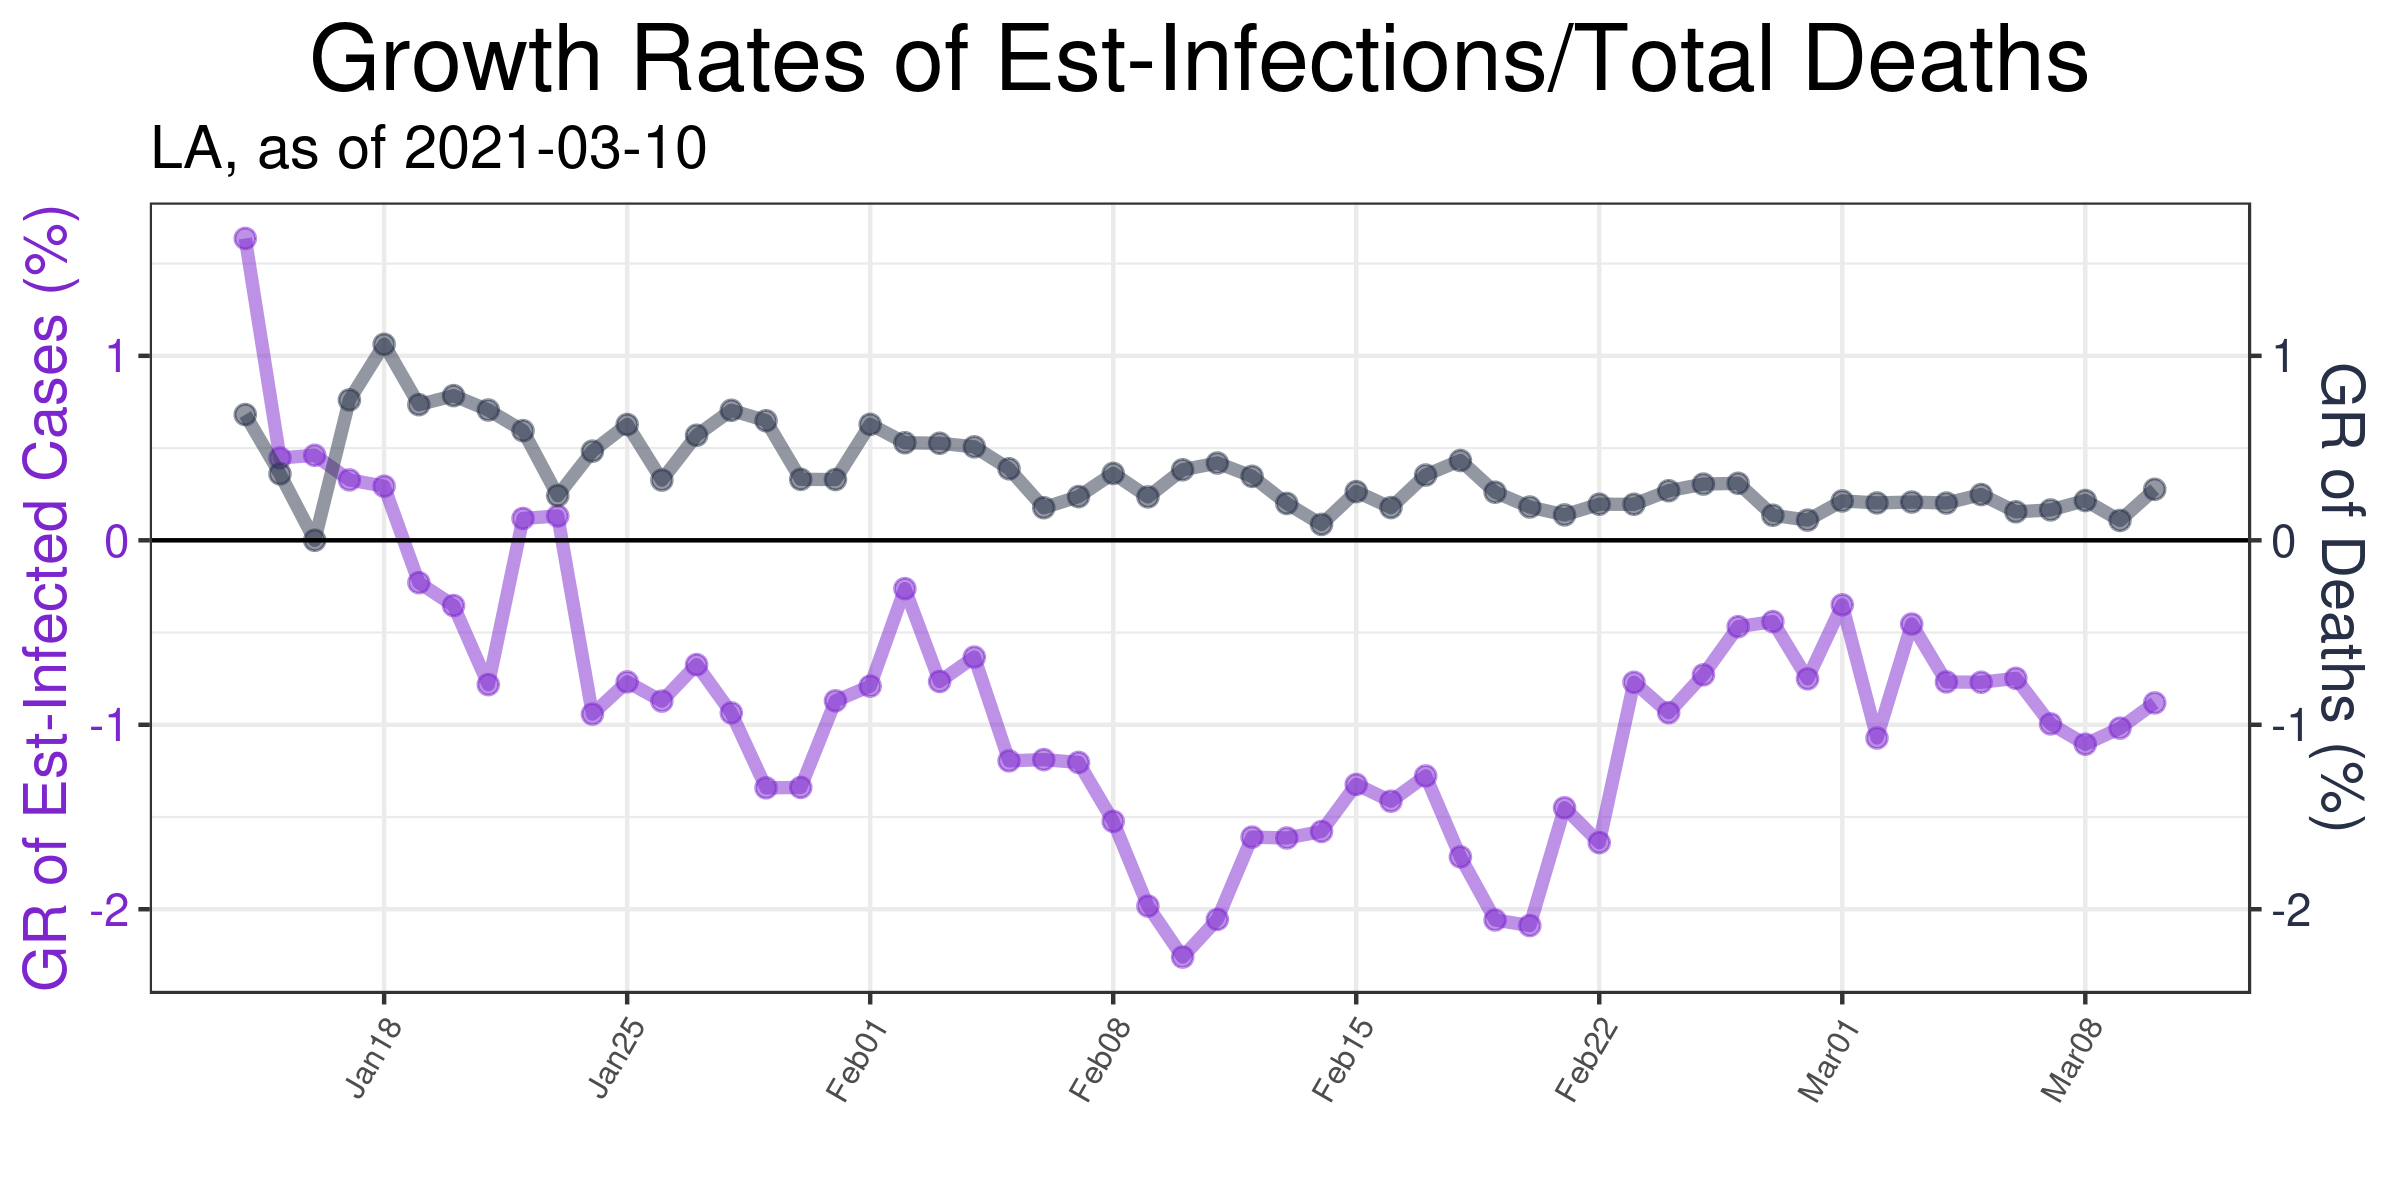 Growth Rates of Est-Infections/Total Deaths
LA, as of 2021-03-10
GR of Est-Infected Cases (%)
1
0
-1
-2
1
0
-1
-2
GR of Deaths (%)
Jan18
Jan25
Feb01
Feb08
Feb15
Feb22
Mar01
Mar08